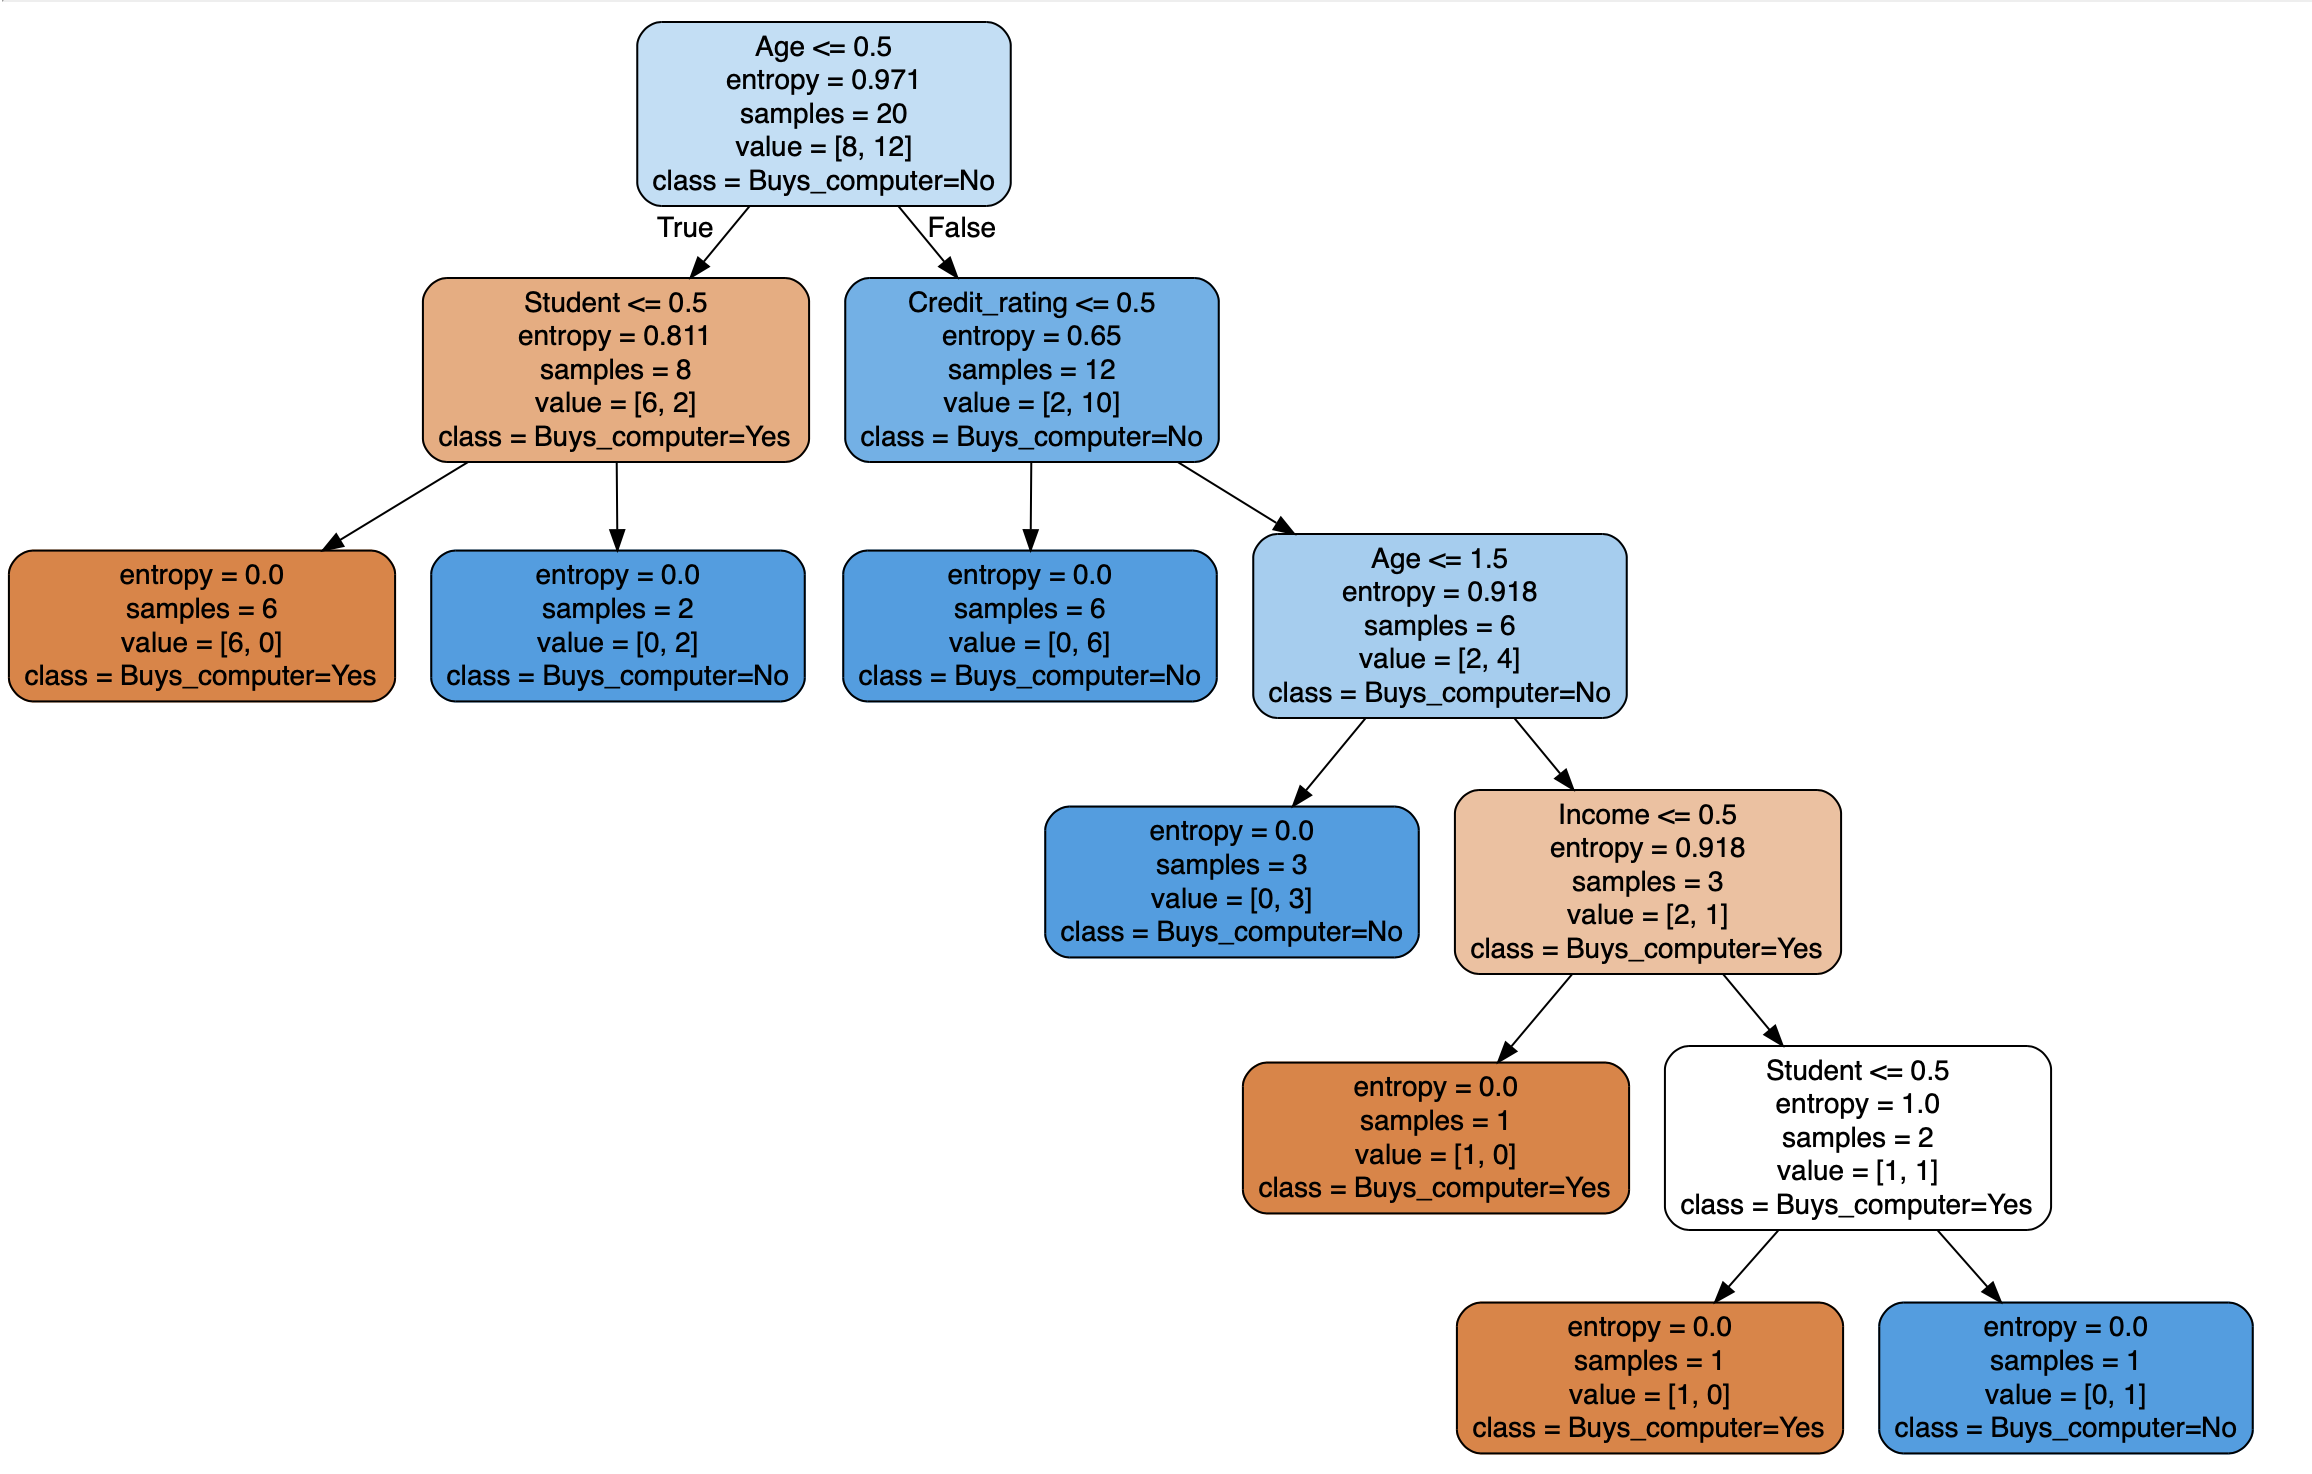 Age <= 0.5
entropy = 0.971
samples = 20
value = [8, 12]
class = Buys_computer=No
True
False
Student <= 0.5
entropy = 0.811
samples = 8
value = [6, 2]
class = Buys_computer=Yes
Credit_rating <= 0.5
entropy = 0.65
samples = 12
value = [2, 10]
class = Buys_computer=No
entropy = 0.0
samples = 6
value = [6, 0]
class = Buys_computer=Yes
entropy = 0.0
samples = 2
value = [0, 2]
class = Buys_computer=No
entropy = 0.0
samples = 6
value = [0, 6]
class = Buys_computer=No
Age <= 1.5
entropy = 0.918
samples = 6
value = [2, 4]
class = Buys_computer=No
entropy = 0.0
samples = 3
value = [0, 3]
class = Buys_computer=No
Income <= 0.5
entropy = 0.918
samples = 3
value = [2, 1]
class = Buys_computer=Yes
entropy = 0.0
samples = 1
value = [1, 0]
class = Buys_computer=Yes
Student <= 0.5
entropy = 1.0
samples = 2
value = [1, 1]
class = Buys_computer=Yes
entropy = 0.0
samples = 1
value = [1, 0]
class = Buys_computer=Yes
entropy = 0.0
samples = 1
value = [0, 1]
class = Buys_computer=No